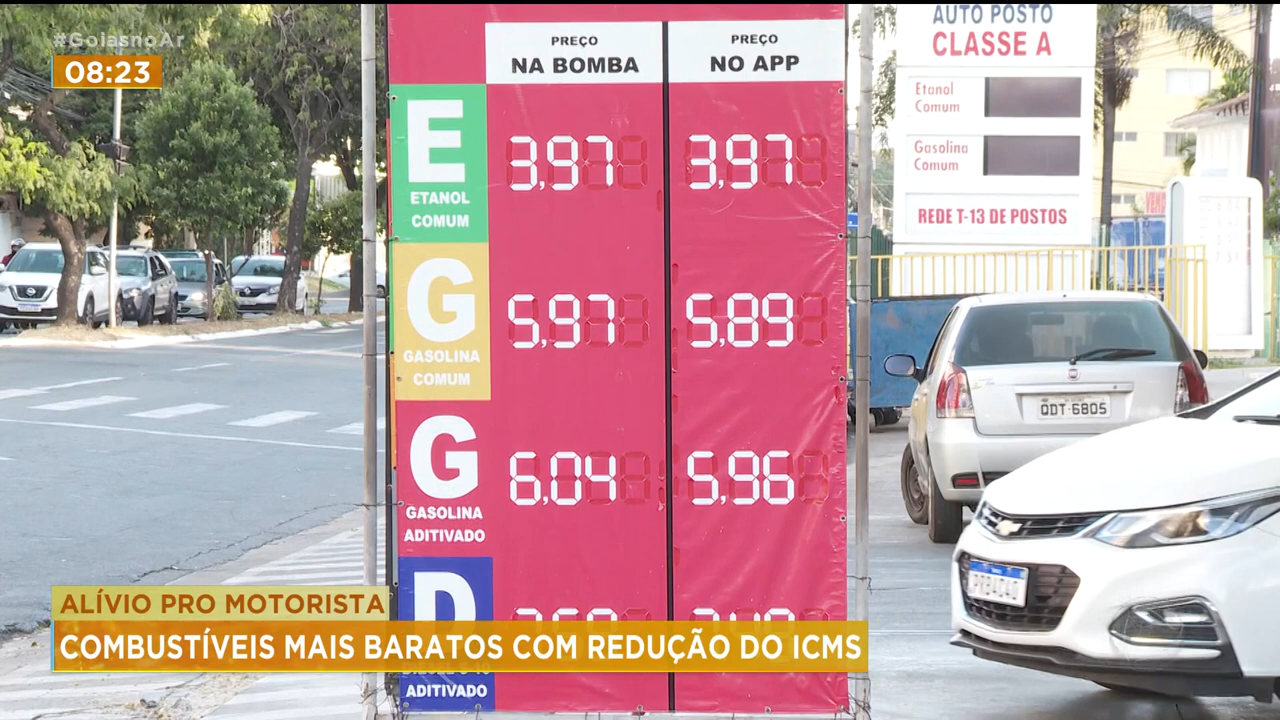 #GoiasnoAr
08:23
PREÇO
NA BOMBA
PREÇO
NO APP
E
ETANOL
COMUM
3,97
3,97
G
GASOLINA
COMUM
5,97
5,89
G
GASOLINA
ADITIVADO
6,04
5,96
D
ADITIVADO
AUTO POSTO
CLASSE A
Etanol
Comum
Gasolina
Comum
REDE T-13 DE POSTOS
ODT-6805
ALÍVIO PRO MOTORISTA
COMBUSTÍVEIS MAIS BARATOS COM REDUÇÃO DO ICMS